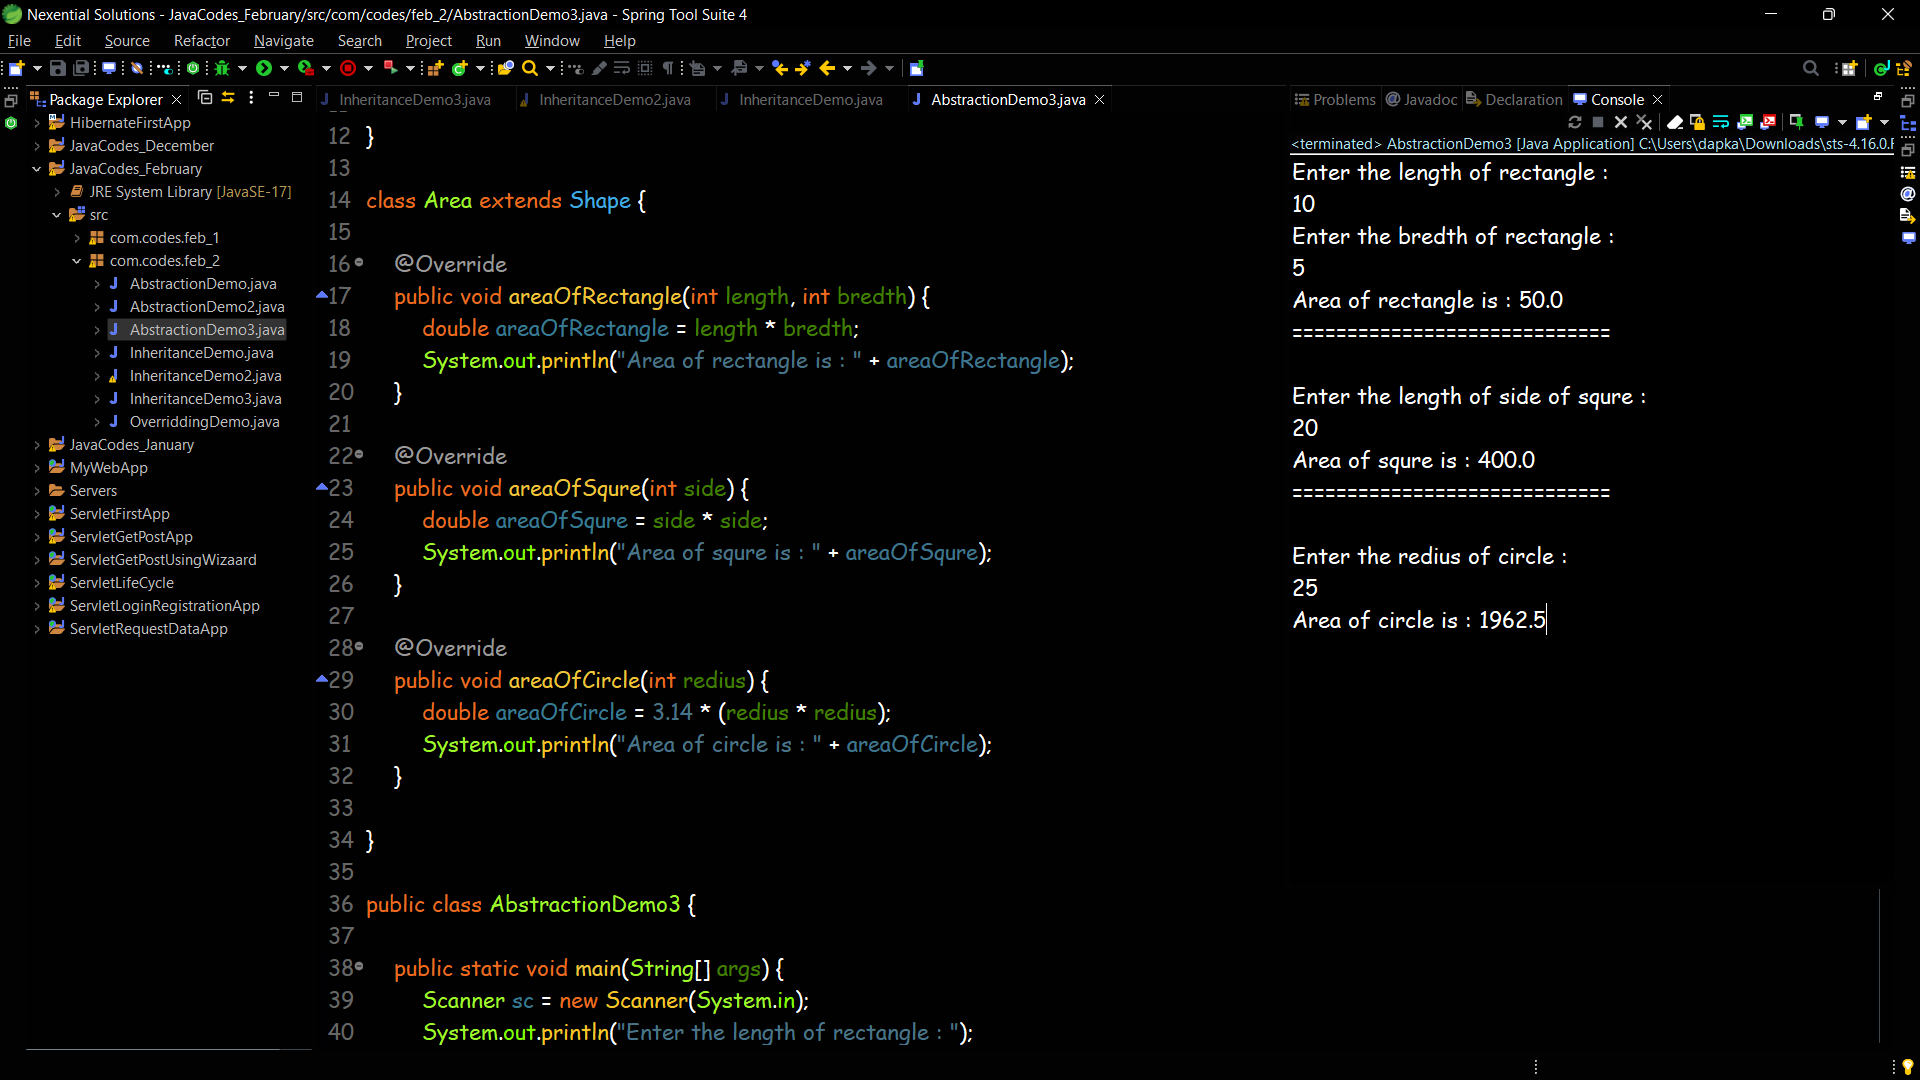 Nexential Solutions - JavaCodes_February/src/com/codes/feb_2/AbstractionDemo3.java - Spring Tool Suite 4
File Edit Source Refactor Navigate Search Project Run Window Help
Package Explorer
HibernateFirstApp
JavaCodes_December
JavaCodes_February
JRE System Library [JavaSE-17]
src
com.codes.feb_1
com.codes.feb_2
AbstractionDemo.java
AbstractionDemo2.java
AbstractionDemo3.java
InheritanceDemo.java
InheritanceDemo2.java
InheritanceDemo3.java
OverriddingDemo.java
JavaCodes_January
MyWebApp
Servers
ServletFirstApp
ServletGetPostApp
ServletGetPostUsingWizaard
ServletLifeCycle
ServletLoginRegistrationApp
ServletRequestDataApp
InheritanceDemo3.java InheritanceDemo2.java InheritanceDemo.java AbstractionDemo3.java
12 }
13
14 class Area extends Shape {
15
16 @Override
17 public void areaOfRectangle(int length, int bredth) {
18 double areaOfRectangle = length * bredth;
19 System.out.println("Area of rectangle is : " + areaOfRectangle);
20 }
21
22 @Override
23 public void areaOfSqure(int side) {
24 double areaOfSqure = side * side;
25 System.out.println("Area of squre is : " + areaOfSqure);
26 }
27
28 @Override
29 public void areaOfCircle(int redius) {
30 double areaOfCircle = 3.14 * (redius * redius);
31 System.out.println("Area of circle is : " + areaOfCircle);
32 }
33
34 }
35
36 public class AbstractionDemo3 {
37
38 public static void main(String[] args) {
39 Scanner sc = new Scanner(System.in);
40 System.out.println("Enter the length of rectangle : ");
Problems Javadoc Declaration Console
<terminated> AbstractionDemo3 [Java Application] C:\Users\dapka\Downloads\sts-4.16.0.
Enter the length of rectangle :
10
Enter the bredth of rectangle :
5
Area of rectangle is : 50.0
=============================
Enter the length of side of squre :
20
Area of squre is : 400.0
=============================
Enter the redius of circle :
25
Area of circle is : 1962.5